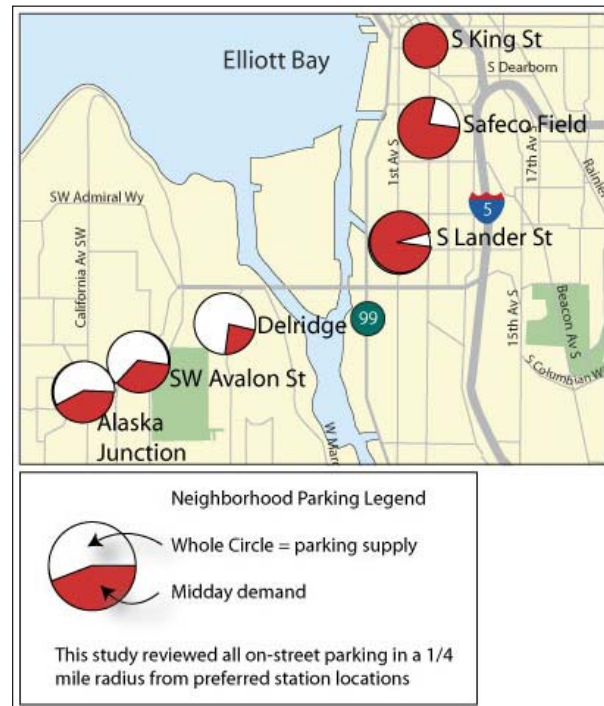 Elliott Bay
S King St
S Dearborn
Safeco Field
1st Av S
17th Av S
Rainier
SW Admiral Wy
California Av SW
5
S Lander St
15th Av S
Beacon Av S
S Columbian W
Delridge
99
SW Avalon St
Alaska
Junction
W Marg
Neighborhood Parking Legend
Whole Circle = parking supply
Midday demand
This study reviewed all on-street parking in a 1/4
mile radius from preferred station locations